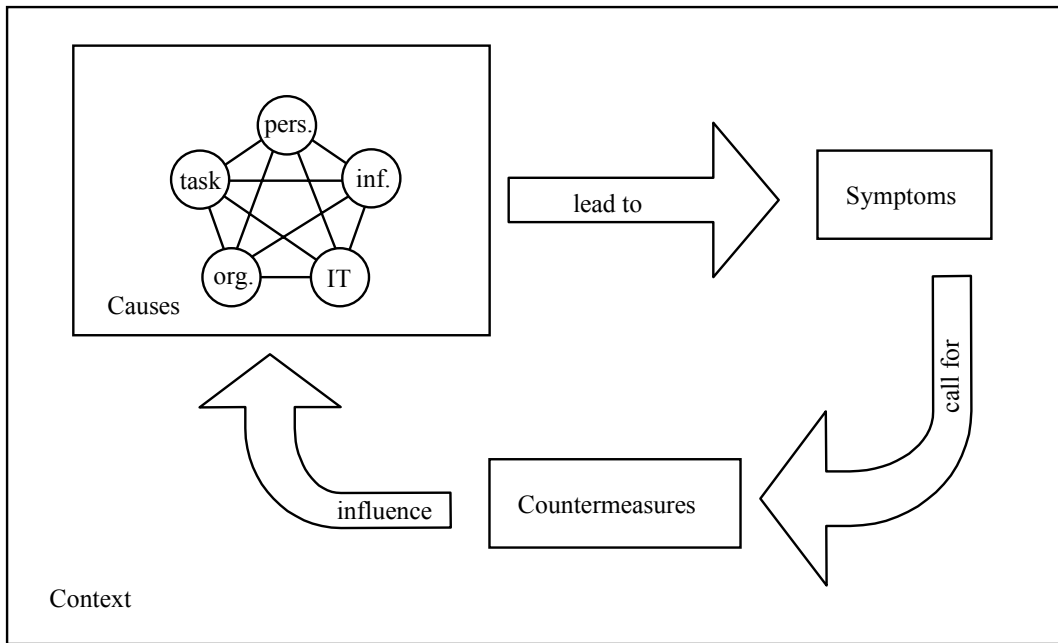 pers.
task
inf.
org.
IT
Causes
lead to
Symptoms
call for
Countermeasures
influence
Context